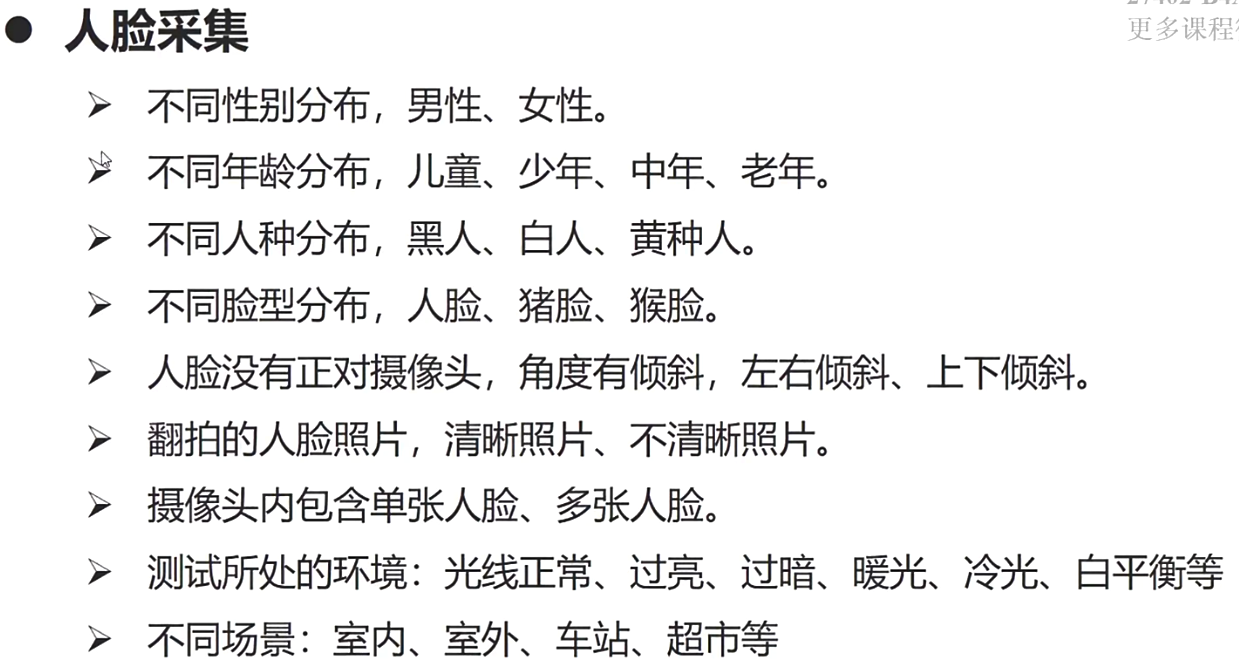 更多课程
● 人脸采集
➢ 不同性别分布，男性、女性。
➢ 不同年龄分布，儿童、少年、中年、老年。
➢ 不同人种分布，黑人、白人、黄种人。
➢ 不同脸型分布，人脸、猪脸、猴脸。
➢ 人脸没有正对摄像头，角度有倾斜，左右倾斜、上下倾斜。
➢ 翻拍的人脸照片，清晰照片、不清晰照片。
➢ 摄像头内包含单张人脸、多张人脸。
➢ 测试所处的环境：光线正常、过亮、过暗、暖光、冷光、白平衡等
➢ 不同场景：室内、室外、车站、超市等